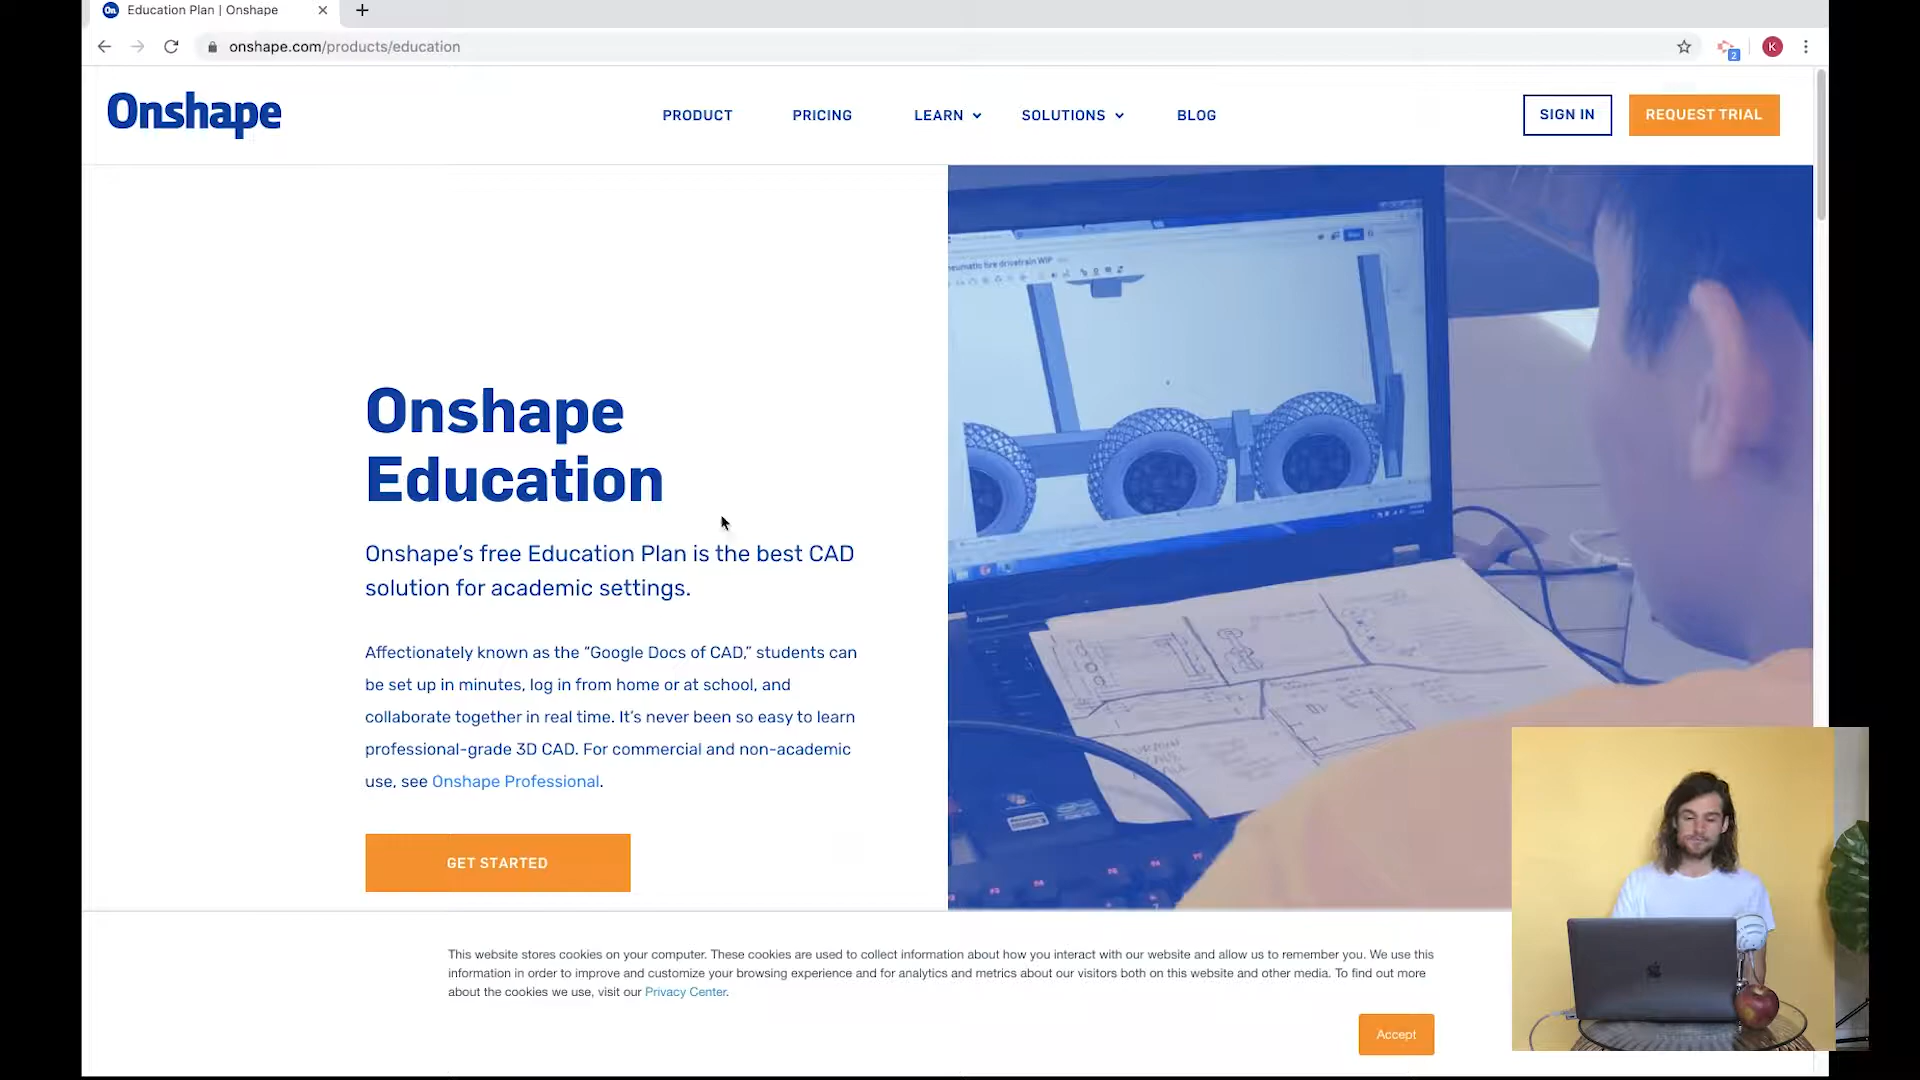 Education Plan | Onshape
onshape.com/products/education
2
K
Onshape
PRODUCT
PRICING
LEARN
SOLUTIONS
BLOG
SIGN IN
REQUEST TRIAL
Onshape
Education
Onshape’s free Education Plan is the best CAD
solution for academic settings.
Affectionately known as the “Google Docs of CAD,” students can
be set up in minutes, log in from home or at school, and
collaborate together in real time. It’s never been so easy to learn
professional-grade 3D CAD. For commercial and non-academic
use, see Onshape Professional.
GET STARTED
This website stores cookies on your computer. These cookies are used to collect information about how you interact with our website and allow us to remember you. We use this
information in order to improve and customize your browsing experience and for analytics and metrics about our visitors both on this website and other media. To find out more
about the cookies we use, visit our Privacy Center.
Accept